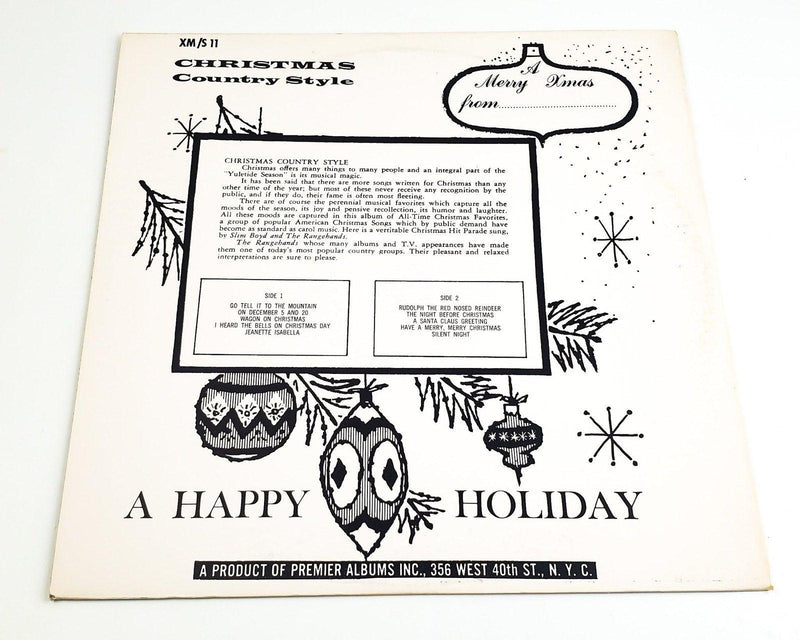 XM/S 11
CHRISTMAS
Country Style
A
Merry Xmas
from
CHRISTMAS COUNTRY STYLE
Christmas offers many things to many people and an integral part of the
"Yuletide Season" is its musical magic.
It has been said that there are more songs written for Christmas than any
other time of the year; but most of these never receive any recognition by the
public, and if they do, their fame is often most fleeting.
There are of course the perennial musical favorites which capture all the
moods of the season, its joy and pensive recollection, its humor and laughter.
All these moods are captured in this album of All-Time Christmas Favorites,
a group of popular American Christmas Songs which by public demand have
become as standard as carol music. Here is a vertitable Christmas Hit Parade sung,
by Slim Boyd and The Rangehands.
The Rangehands whose many albums and T.V. appearances have made
them one of today's most popular country groups. Their pleasant and relaxed
interpretations are sure to please.
SIDE 1
GO TELL IT TO THE MOUNTAIN
ON DECEMBER 5 AND 20
WAGON ON CHRISTMAS
I HEARD THE BELLS ON CHRISTMAS DAY
JEANETTE ISABELLA
SIDE 2
RUDOLPH THE RED NOSED REINDEER
THE NIGHT BEFORE CHRISTMAS
A SANTA CLAUS GREETING
HAVE A MERRY, MERRY CHRISTMAS
SILENT NIGHT
A HAPPY HOLIDAY
A PRODUCT OF PREMIER ALBUMS INC., 356 WEST 40th ST., N. Y. C.